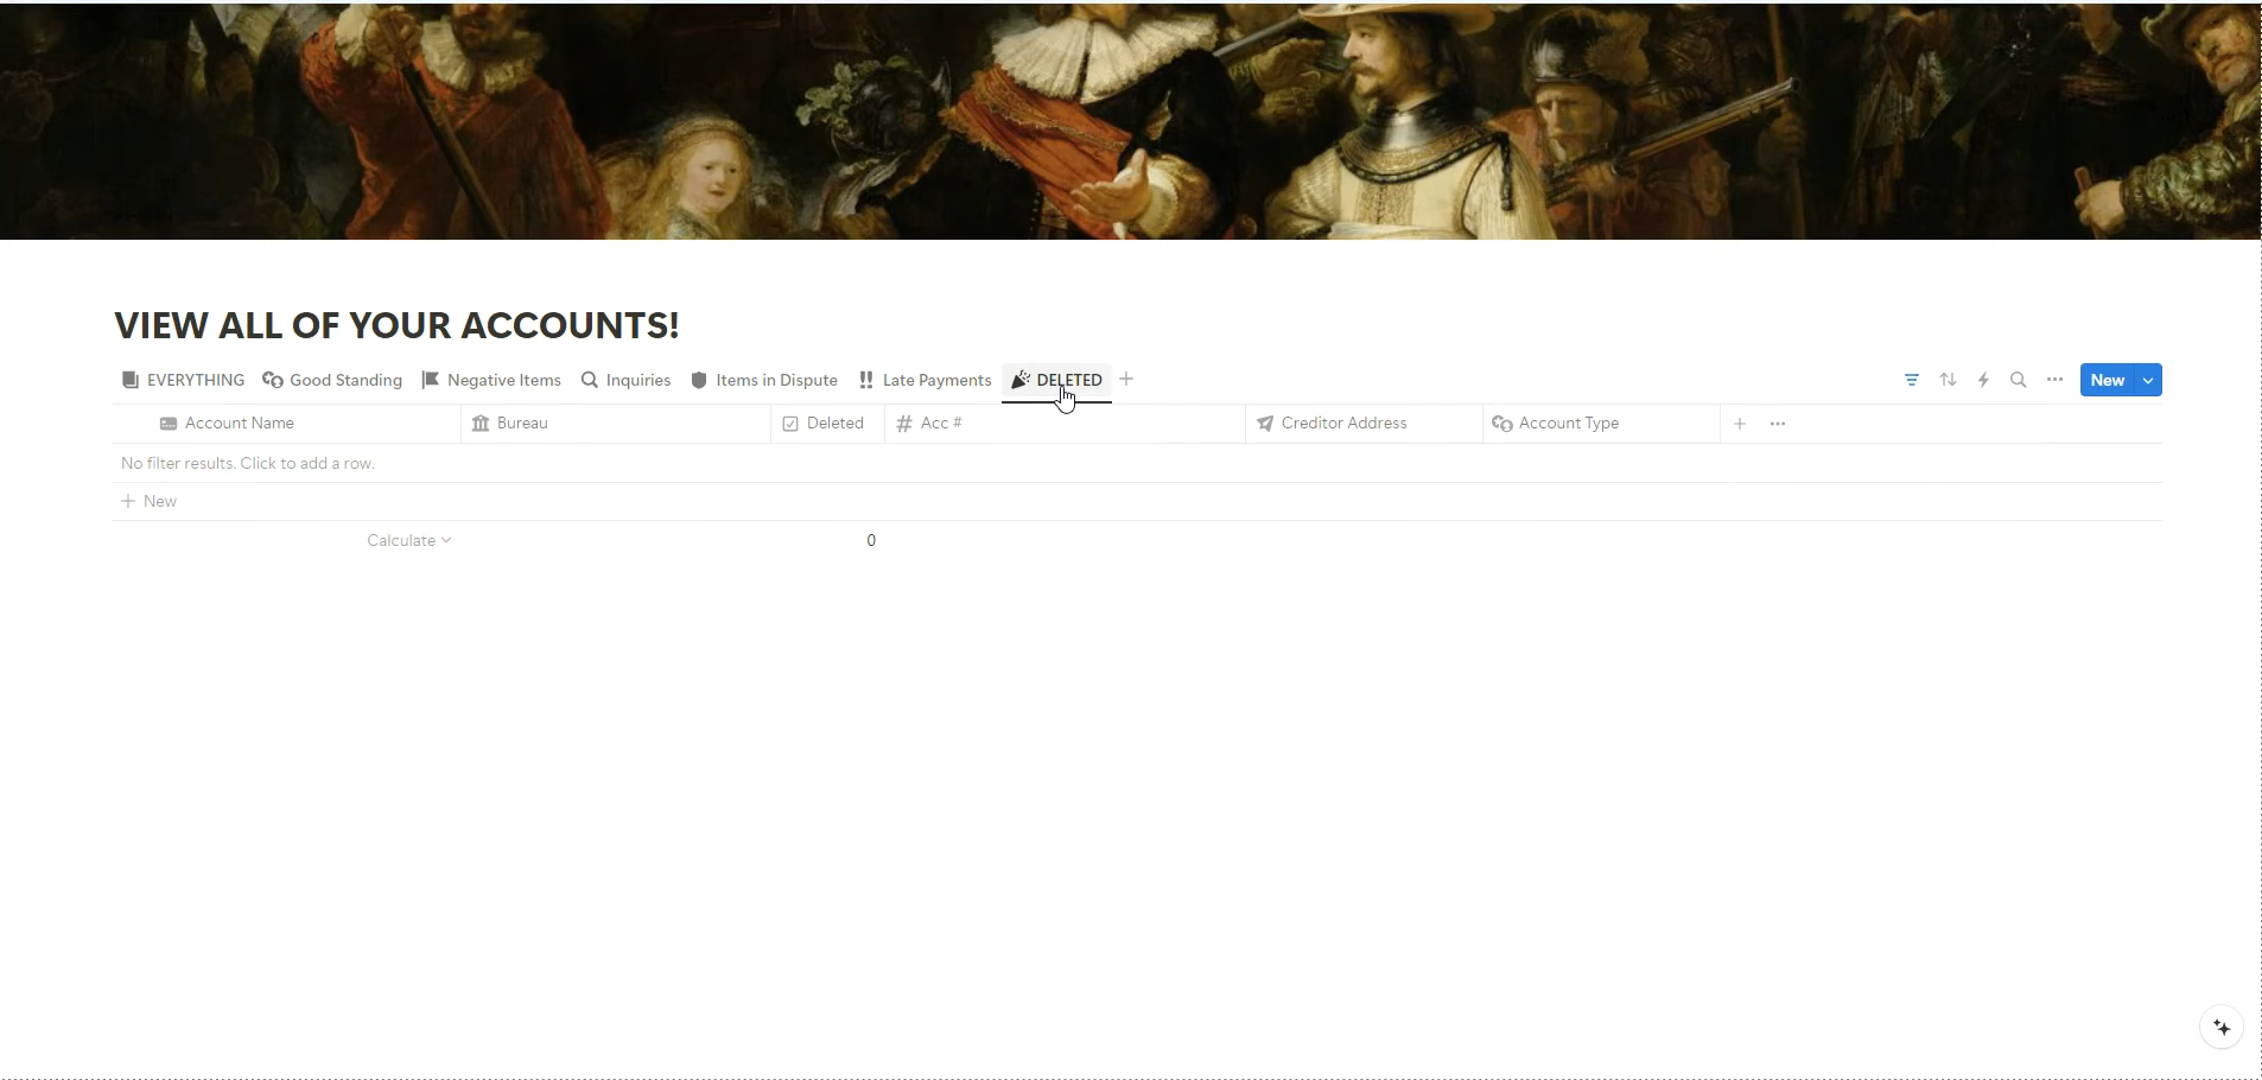 VIEW ALL OF YOUR ACCOUNTS!
EVERYTHING Good Standing Negative Items Inquiries Items in Dispute Late Payments DELETED New
Account Name Bureau Deleted Acc # Creditor Address Account Type
No filter results. Click to add a row.
New
Calculate 0